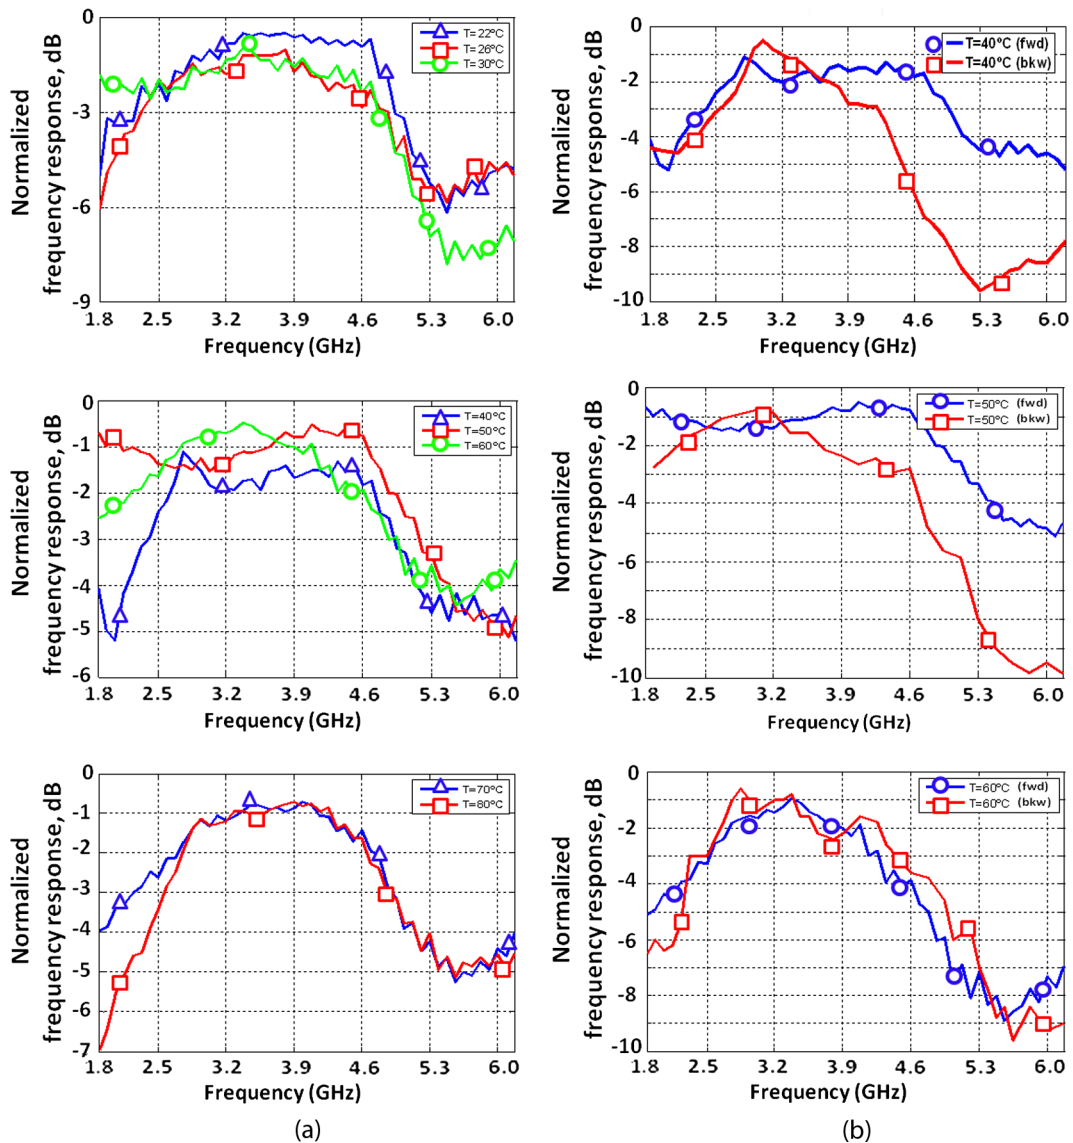 Normalized
frequency response, dB
0
-3
-6
-9
T=22ºC
T=26ºC
T=30ºC
1.8 2.5 3.2 3.9 4.6 5.3 6.0
Frequency (GHz)
Normalized
frequency response, dB
0
-2
-4
-6
-8
-10
T=40ºC (fwd)
T=40ºC (bkw)
1.8 2.5 3.2 3.9 4.6 5.3 6.0
Frequency (GHz)
Normalized
frequency response, dB
0
-1
-2
-3
-4
-5
-6
T=40ºC
T=50ºC
T=60ºC
1.8 2.5 3.2 3.9 4.6 5.3 6.0
Frequency (GHz)
Normmalized
frequency response, dB
0
-2
-4
-6
-8
-10
T=50ºC (fwd)
T=50ºC (bkw)
1.8 2.5 3.2 3.9 4.6 5.3 6.0
Frequency (GHz)
Normalized
frequency response, dB
0
-1
-2
-3
-4
-5
-6
-7
T=70ºC
T=80ºC
1.8 2.5 3.2 3.9 4.6 5.3 6.0
Frequency (GHz)
Normalized
frequency response, dB
0
-2
-4
-6
-8
-10
T=60ºC (fwd)
T=60ºC (bkw)
1.8 2.5 3.2 3.9 4.6 5.3 6.0
Frequency (GHz)
(a)
(b)